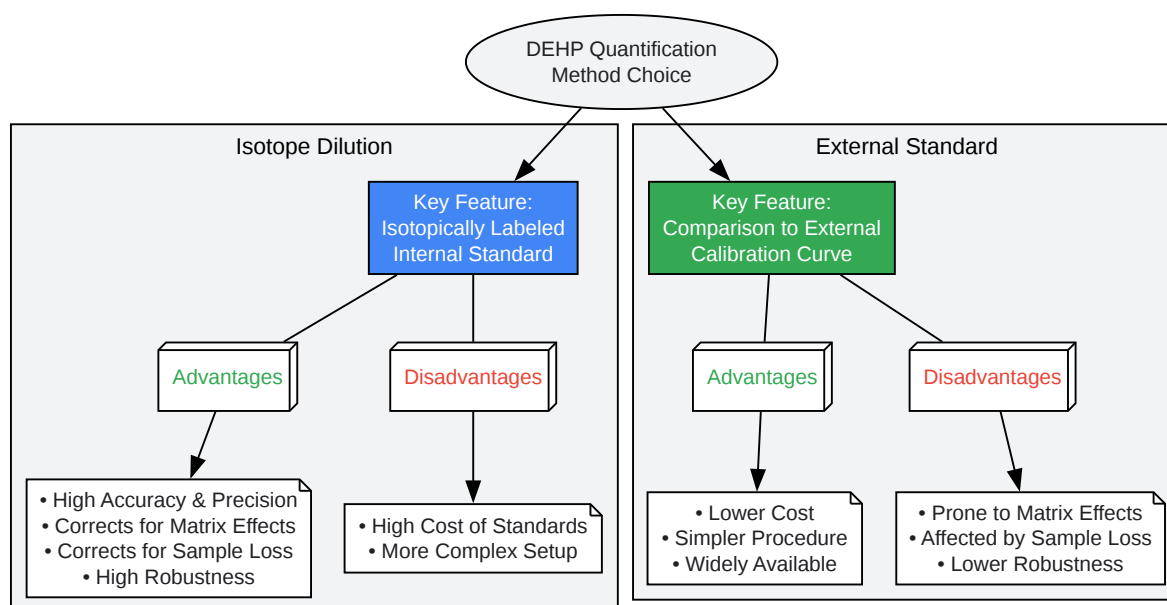 DEHP Quantification
Method Choice
Isotope Dilution
Key Feature:
Isotopically Labeled
Internal Standard
Advantages
Disadvantages
• High Accuracy & Precision
• Corrects for Matrix Effects
• Corrects for Sample Loss
• High Robustness
• High Cost of Standards
• More Complex Setup
External Standard
Key Feature:
Comparison to External
Calibration Curve
Advantages
Disadvantages
• Lower Cost
• Simpler Procedure
• Widely Available
• Prone to Matrix Effects
• Affected by Sample Loss
• Lower Robustness